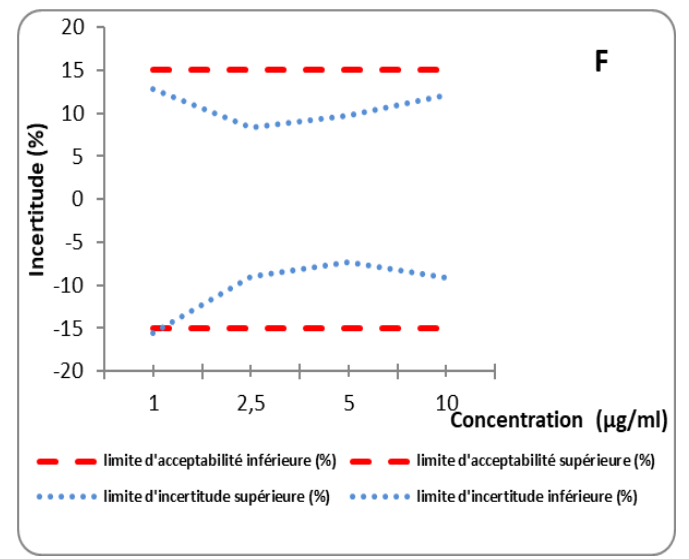 F
Incertitude (%)
20
15
10
5
0
-5
-10
-15
-20
1 2,5 5 10
Concentration (µg/ml)
limite d'acceptabilité inférieure (%) limite d'acceptabilité supérieure (%)
limite d'incertitude supérieure (%) limite d'incertitude inférieure (%)